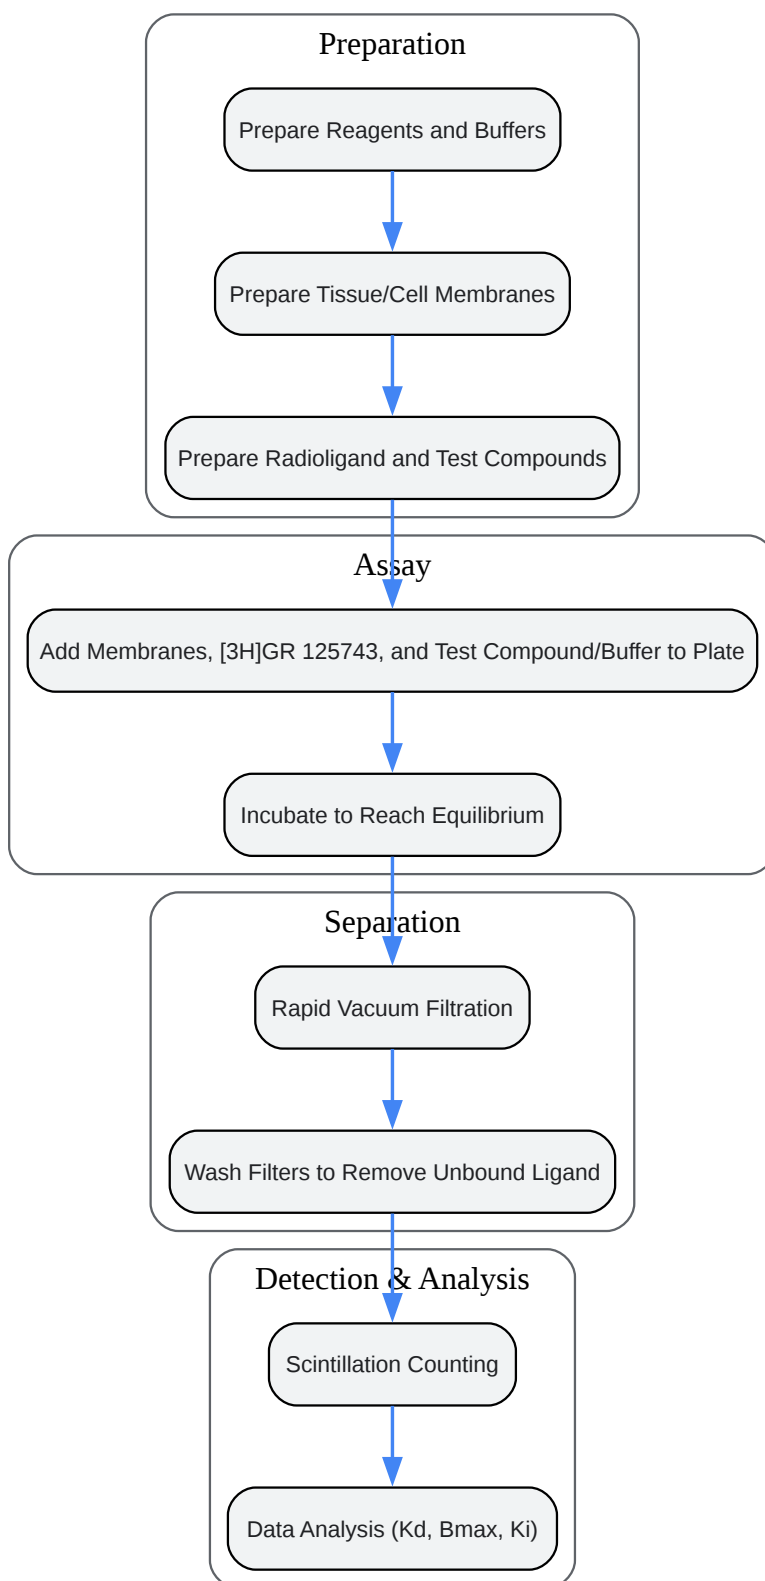 Preparation
Prepare Reagents and Buffers
Prepare Tissue/Cell Membranes
Prepare Radioligand and Test Compounds
Assay
Add Membranes, [3H]GR 125743, and Test Compound/Buffer to Plate
Incubate to Reach Equilibrium
Separation
Rapid Vacuum Filtration
Wash Filters to Remove Unbound Ligand
Detection & Analysis
Scintillation Counting
Data Analysis (Kd, Bmax, Ki)